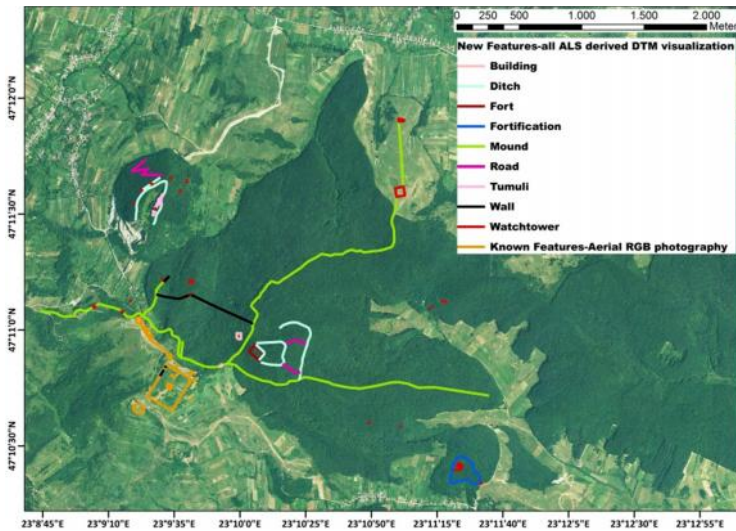 0 250 500 1.000 1.500 2.000
Meter
New Features-all ALS derived DTM visualization
Building
Ditch
Fort
Fortification
Mound
Road
Tumuli
Wall
Watchtower
Known Features-Aerial RGB photography
47°12'0"N
47°11'30"N
47°11'0"N
47°10'30"N
23°8'45"E 23°9'10"E 23°9'35"E 23°10'0"E 23°10'25"E 23°10'50"E 23°11'15"E 23°11'40"E 23°12'5"E 23°12'30"E 23°12'55"E